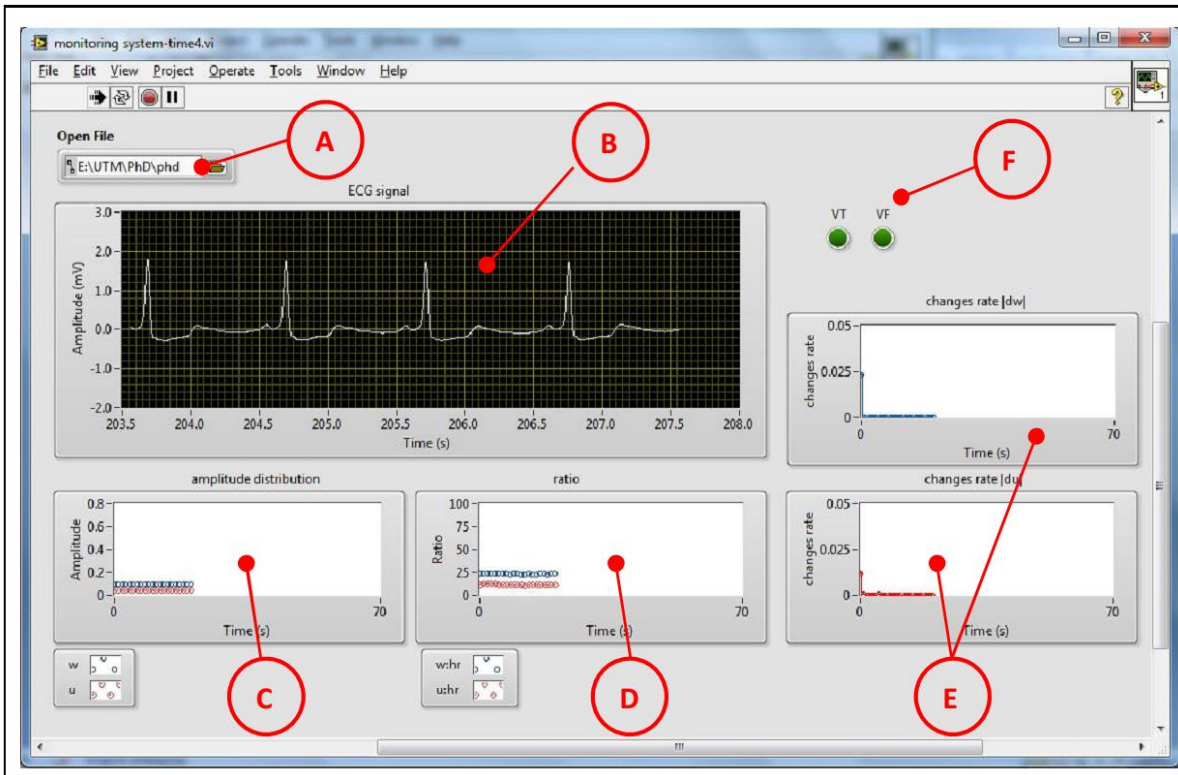 monitoring system-time4.vi
File Edit View Project Operate Tools Window Help
1
Open File
E:\UTM\PhD\phd
A
B
F
ECG signal
VT VF
3.0
2.0
1.0
0.0
-1.0
-2.0
Amplitude (mV)
203.5 204.0 204.5 205.0 205.5 206.0 206.5 207.0 207.5 208.0
Time (s)
changes rate |dw|
0.05
0.025
0
changes rate
0 70
Time (s)
amplitude distribution
0.8
0.6
0.4
0.2
0
Amplitude
0 70
Time (s)
w
u
C
ratio
100
75
50
25
0
Ratio
0 70
Time (s)
w:hr
u:hr
D
changes rate |du|
0.05
0.025
0
changes rate
0 70
Time (s)
E